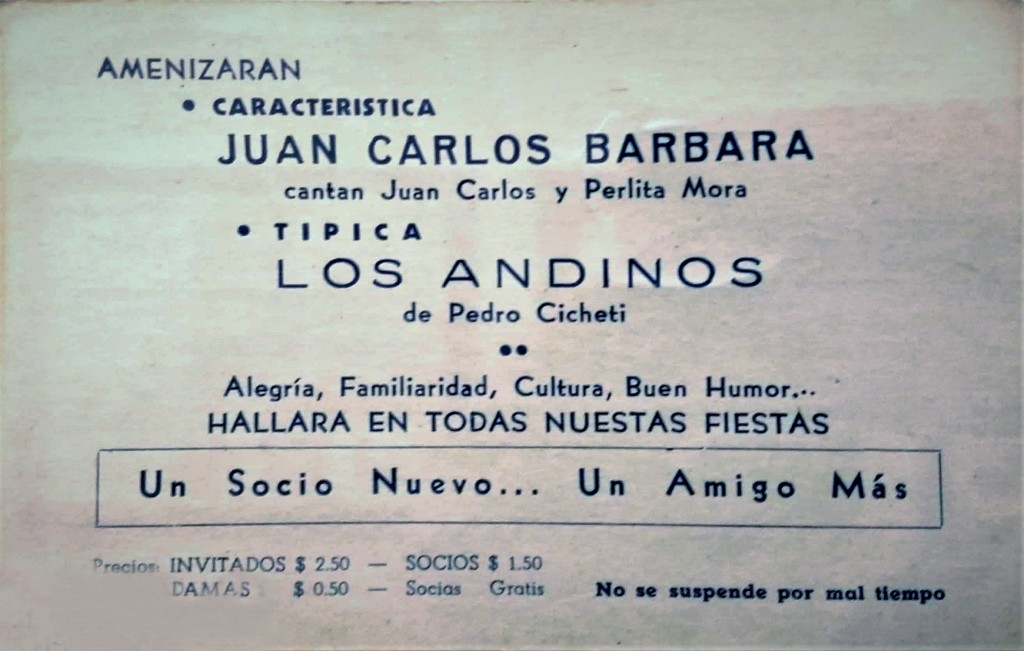 AMENIZARAN
• CARACTERISTICA
JUAN CARLOS BARBARA
cantan Juan Carlos y Perlita Mora
• TIPICA
LOS ANDINOS
de Pedro Cicheti
••
Alegría, Familiaridad, Cultura, Buen Humor...
HALLARA EN TODAS NUESTAS FIESTAS
Un Socio Nuevo... Un Amigo Más
Precios: INVITADOS $ 2.50 — SOCIOS $ 1.50
DAMAS $ 0.50 — Socias Gratis
No se suspende por mal tiempo